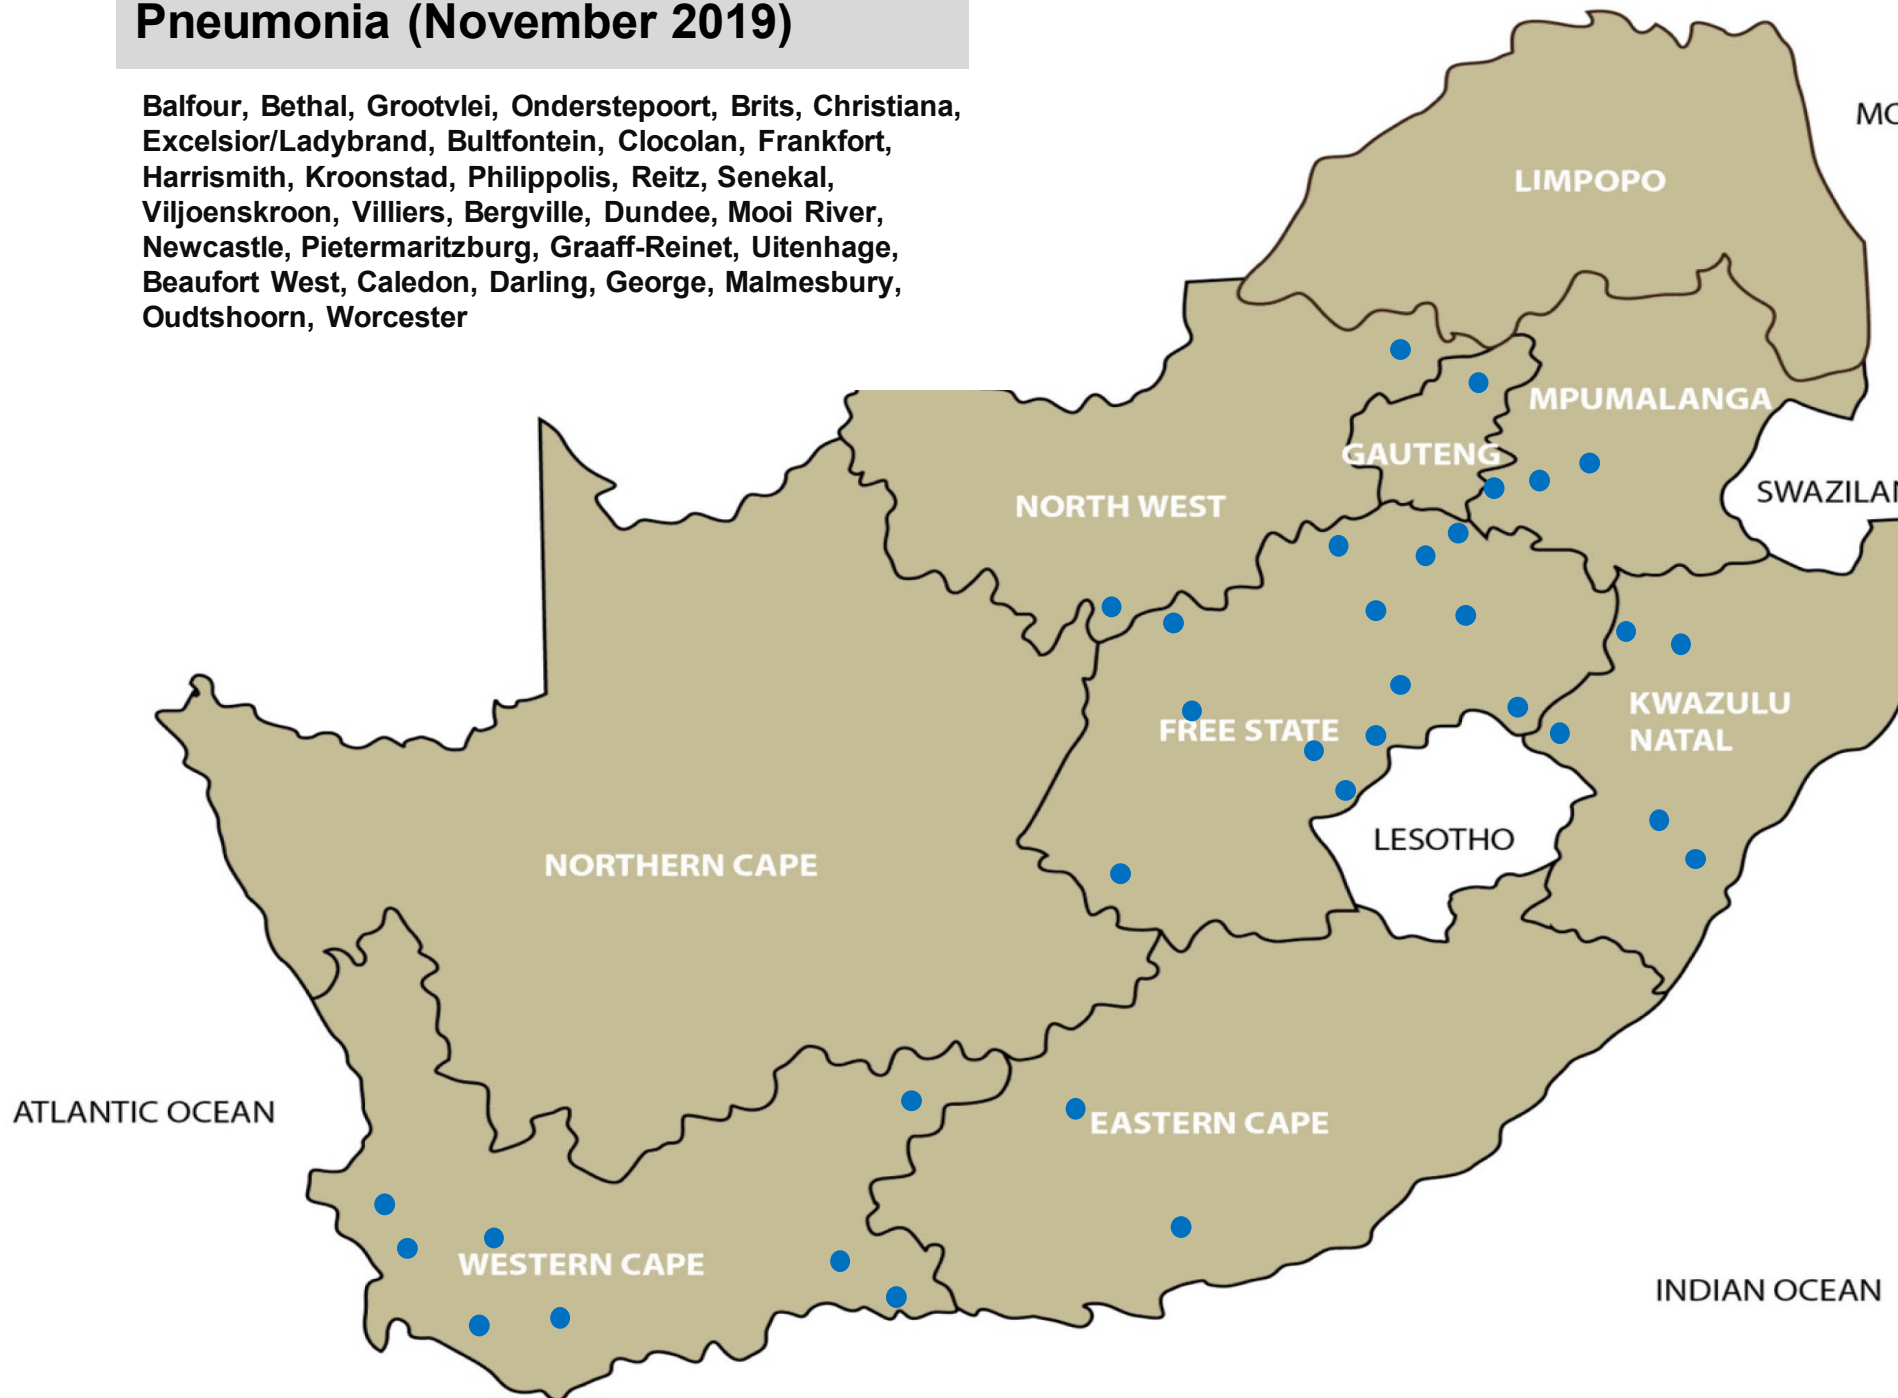 Pneumonia (November 2019)
Balfour, Bethal, Grootvlei, Onderstepoort, Brits, Christiana,
Excelsior/Ladybrand, Bultfontein, Clocolan, Frankfort,
Harrismith, Kroonstad, Philippolis, Reitz, Senekal,
Viljoenskroon, Villiers, Bergville, Dundee, Mooi River,
Newcastle, Pietermaritzburg, Graaff-Reinet, Uitenhage,
Beaufort West, Caledon, Darling, George, Malmesbury,
Oudtshoorn, Worcester
MO
LIMPOPO
MPUMALANGA
GAUTENG
SWAZILAN
NORTH WEST
KWAZULU
NATAL
FREE STATE
LESOTHO
NORTHERN CAPE
ATLANTIC OCEAN
EASTERN CAPE
WESTERN CAPE
INDIAN OCEAN